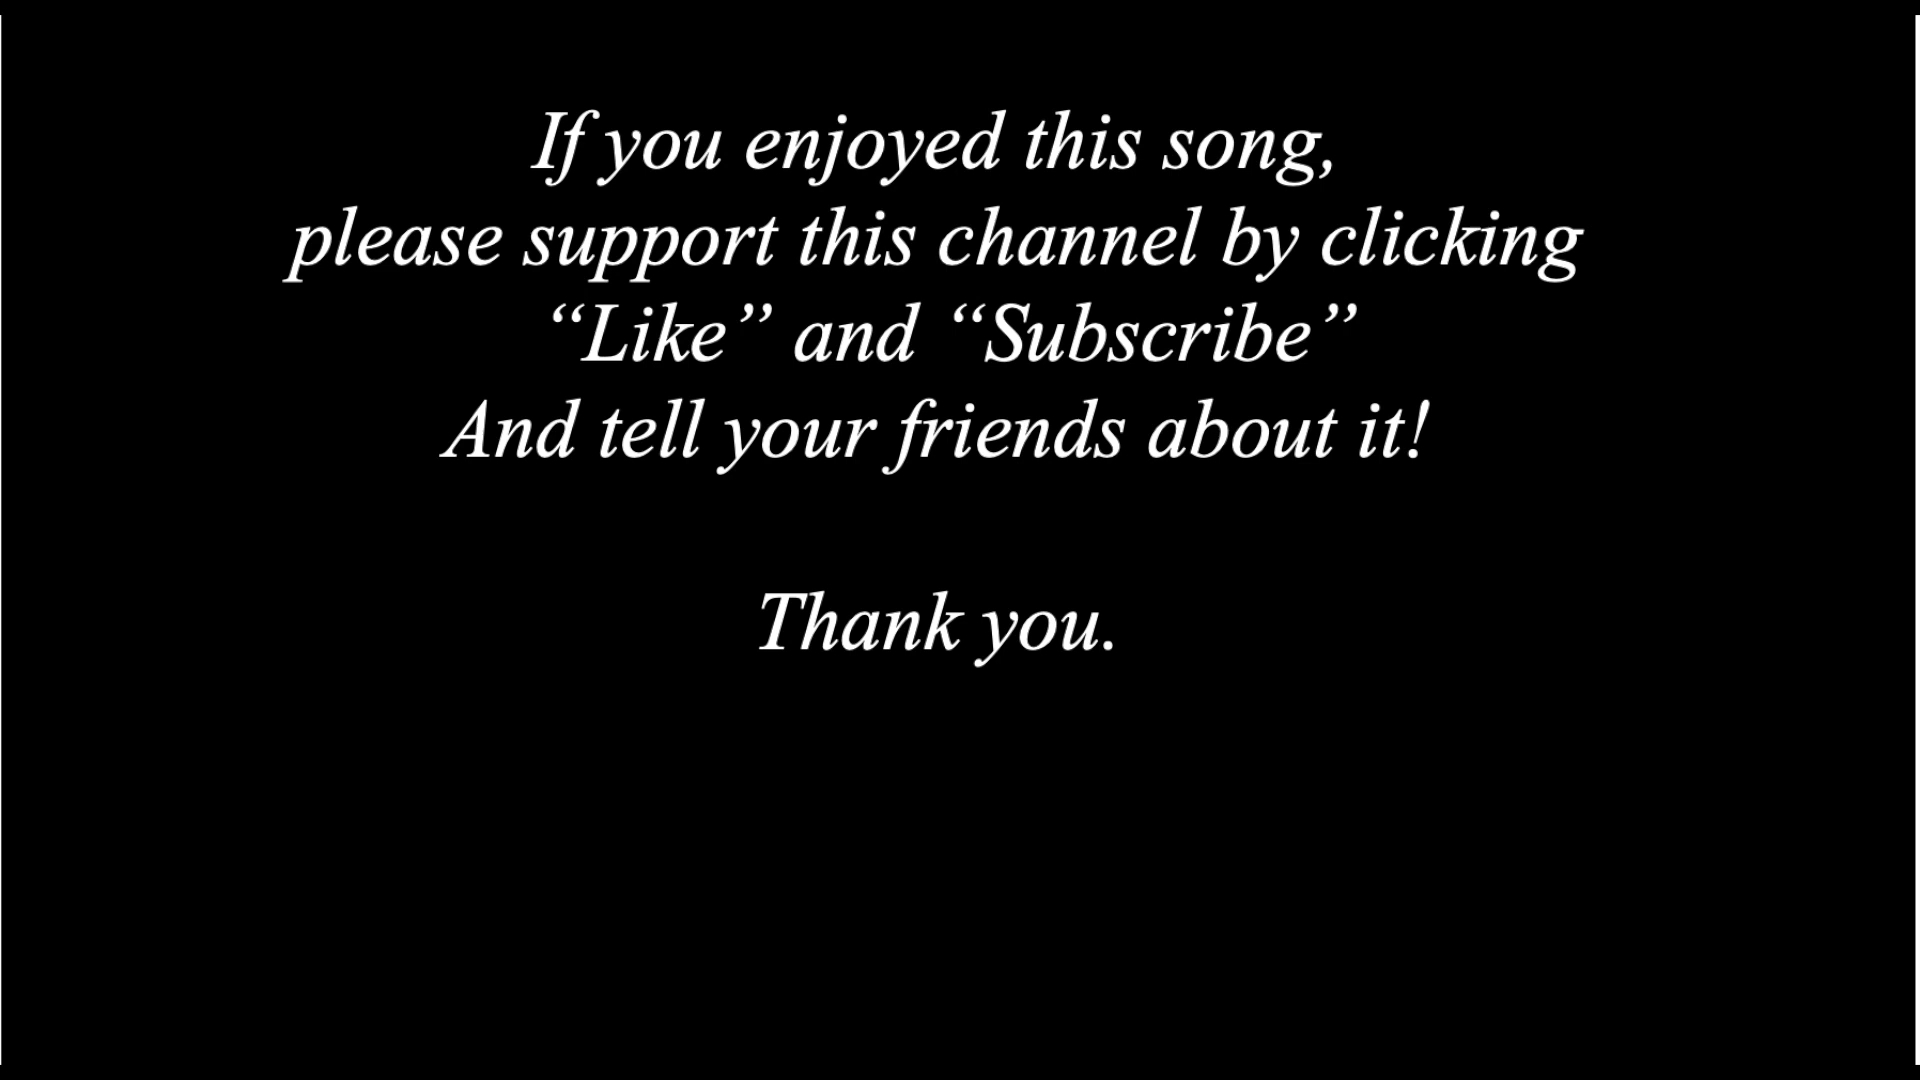 If you enjoyed this song,
please support this channel by clicking
“Like” and “Subscribe”
And tell your friends about it!
Thank you.